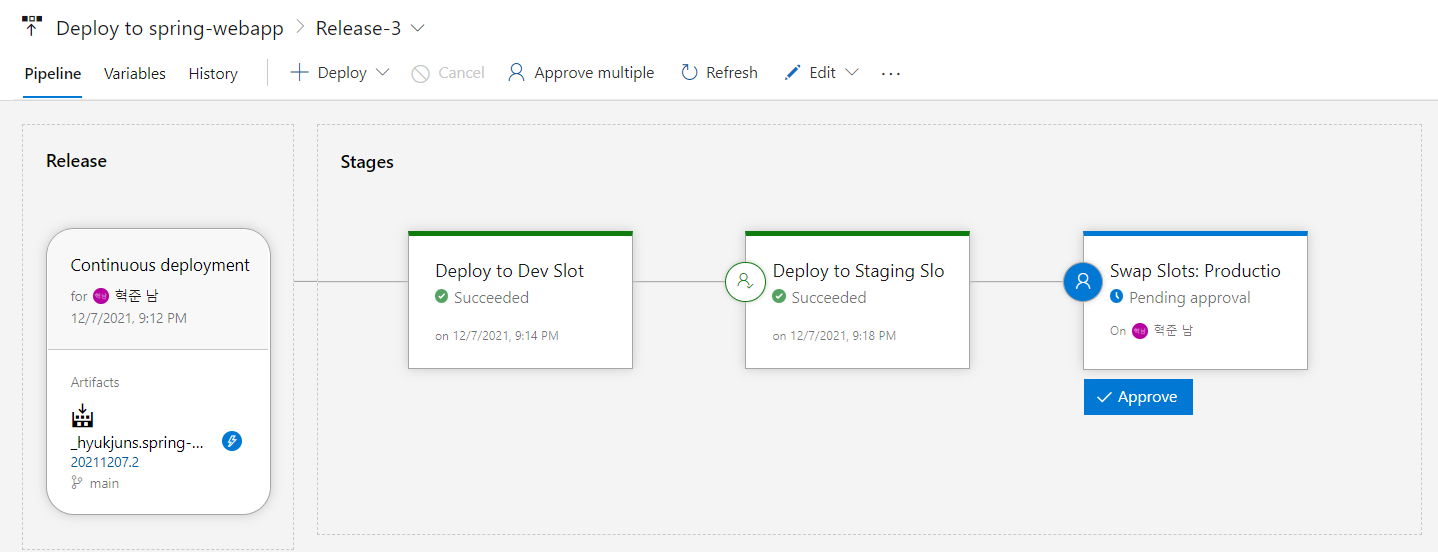 Deploy to spring-webapp > Release-3
Pipeline Variables History Deploy Cancel Approve multiple Refresh Edit ...
Release
Continuous deployment
for 혁준 남
12/7/2021, 9:12 PM
Artifacts
_hyukjuns.spring-...
20211207.2
main
Stages
Deploy to Dev Slot
Succeeded
on 12/7/2021, 9:14 PM
Deploy to Staging Slo
Succeeded
on 12/7/2021, 9:18 PM
Swap Slots: Productio
Pending approval
On 혁준 남
Approve